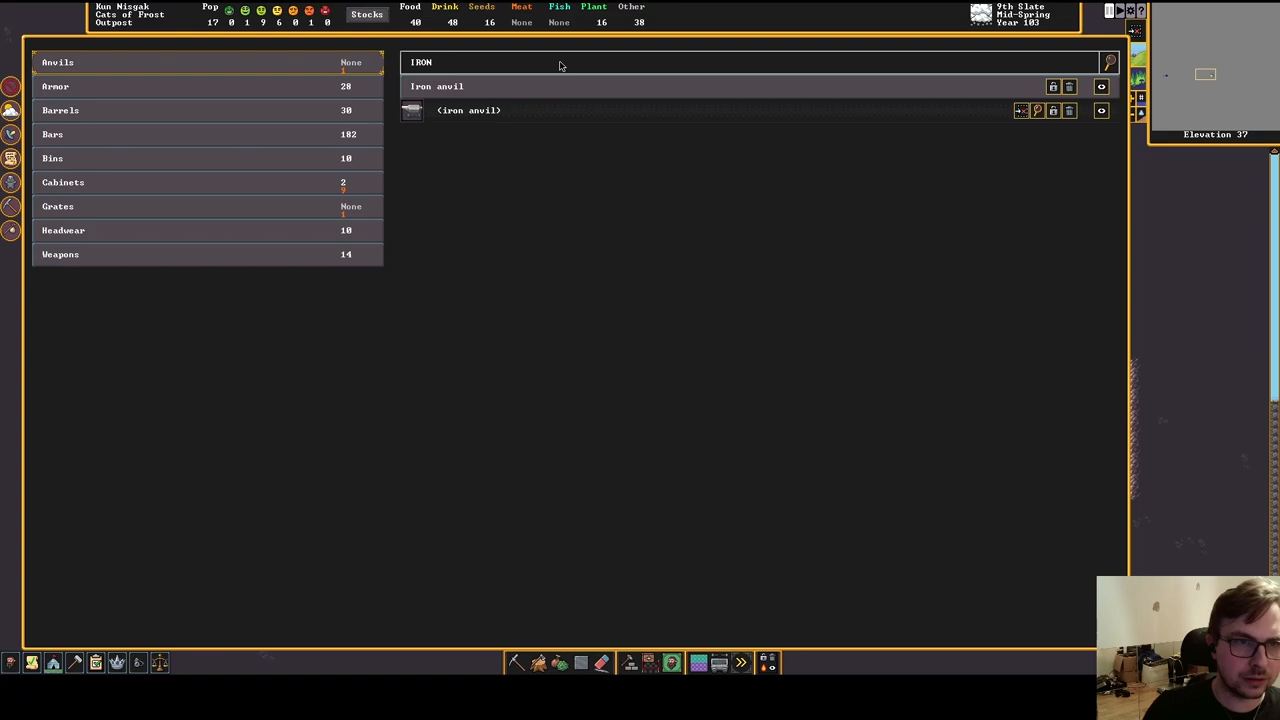 Kun Nisgak
Cats of Frost
Outpost
Pop
17 0 1 9 6 0 1 0
Stocks
Food Drink Seeds Meat Fish Plant Other
40 48 16 None None 16 38
9th Slate
Mid-Spring
Year 103
Elevation 37
Anvils None
1
Armor 28
Barrels 30
Bars 182
Bins 10
Cabinets 2
9
Grates None
1
Headwear 10
Weapons 14
IRON
Iron anvil
(iron anvil)